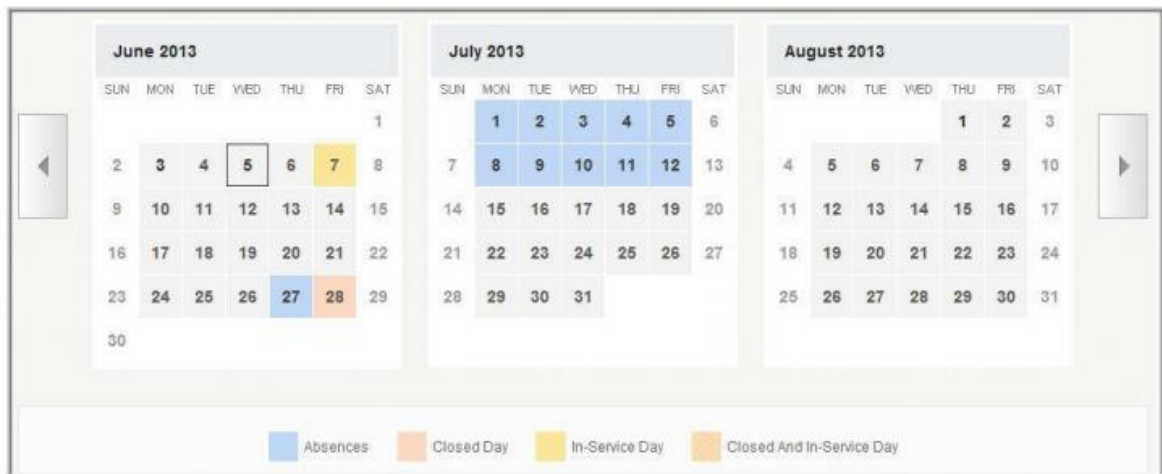 June 2013
SUN MON TUE WED THU FRI SAT
1
2 3 4 5 6 7 8
9 10 11 12 13 14 15
16 17 18 19 20 21 22
23 24 25 26 27 28 29
30
July 2013
SUN MON TUE WED THU FRI SAT
1 2 3 4 5 6
7 8 9 10 11 12 13
14 15 16 17 18 19 20
21 22 23 24 25 26 27
28 29 30 31
August 2013
SUN MON TUE WED THU FRI SAT
1 2 3
4 5 6 7 8 9 10
11 12 13 14 15 16 17
18 19 20 21 22 23 24
25 26 27 28 29 30 31
Absences Closed Day In-Service Day Closed And In-Service Day